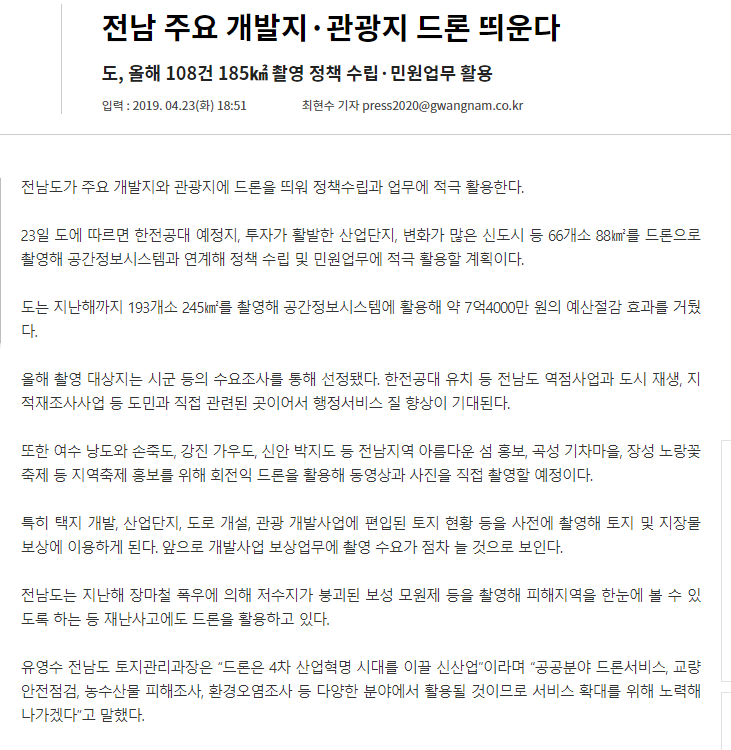 전남 주요 개발지·관광지 드론 띄운다
도, 올해 108건 185㎢ 촬영 정책 수립·민원업무 활용
입력 : 2019. 04.23(화) 18:51 최현수 기자 press2020@gwangnam.co.kr
전남도가 주요 개발지와 관광지에 드론을 띄워 정책수립과 업무에 적극 활용한다.
23일 도에 따르면 한전공대 예정지, 투자가 활발한 산업단지, 변화가 많은 신도시 등 66개소 88㎢를 드론으로
촬영해 공간정보시스템과 연계해 정책 수립 및 민원업무에 적극 활용할 계획이다.
도는 지난해까지 193개소 245㎢를 촬영해 공간정보시스템에 활용해 약 7억4000만 원의 예산절감 효과를 거뒀
다.
올해 촬영 대상지는 시군 등의 수요조사를 통해 선정됐다. 한전공대 유치 등 전남도 역점사업과 도시 재생, 지
적재조사사업 등 도민과 직접 관련된 곳이어서 행정서비스 질 향상이 기대된다.
또한 여수 낭도와 손죽도, 강진 가우도, 신안 박지도 등 전남지역 아름다운 섬 홍보, 곡성 기차마을, 장성 노랑꽃
축제 등 지역축제 홍보를 위해 회전익 드론을 활용해 동영상과 사진을 직접 촬영할 예정이다.
특히 택지 개발, 산업단지, 도로 개설, 관광 개발사업에 편입된 토지 현황 등을 사전에 촬영해 토지 및 지장물
보상에 이용하게 된다. 앞으로 개발사업 보상업무에 촬영 수요가 점차 늘 것으로 보인다.
전남도는 지난해 장마철 폭우에 의해 저수지가 붕괴된 보성 모원제 등을 촬영해 피해지역을 한눈에 볼 수 있
도록 하는 등 재난사고에도 드론을 활용하고 있다.
유영수 전남도 토지관리과장은 “드론은 4차 산업혁명 시대를 이끌 신산업”이라며 “공공분야 드론서비스, 교량
안전점검, 농수산물 피해조사, 환경오염조사 등 다양한 분야에서 활용될 것이므로 서비스 확대를 위해 노력해
나가겠다”고 말했다.